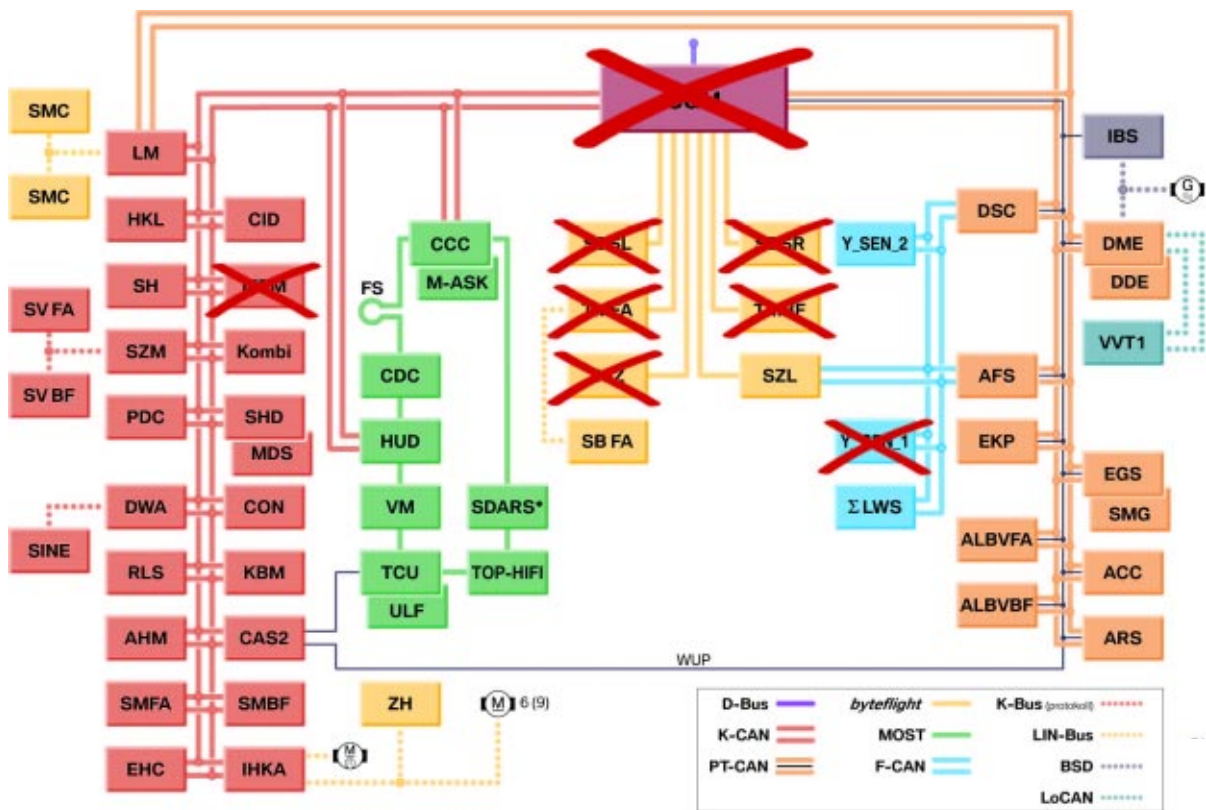 SMC
LM
SMC
HKL
CID
SH
SV FA
SZM
Kombi
SV BF
PDC
SHD
MDS
DWA
CON
SINE
RLS
KBM
AHM
CAS2
SMFA
SMBF
EHC
IHKA
CCC
M-ASK
FS
CDC
HUD
VM
SDARS*
TCU
TOP-HIFI
ULF
ZH
M
6 (9)
M
SBFA
Y_SEN_2
SZL
Y_SEN_1
ΣLWS
DSC
AFS
EKP
ALBVFA
ALBVBF
IBS
G
DME
DDE
VVT1
EGS
SMG
ACC
ARS
WUP
D-Bus
byteflight
K-Bus (protokoll)
K-CAN
MOST
LIN-Bus
PT-CAN
F-CAN
BSD
LoCAN